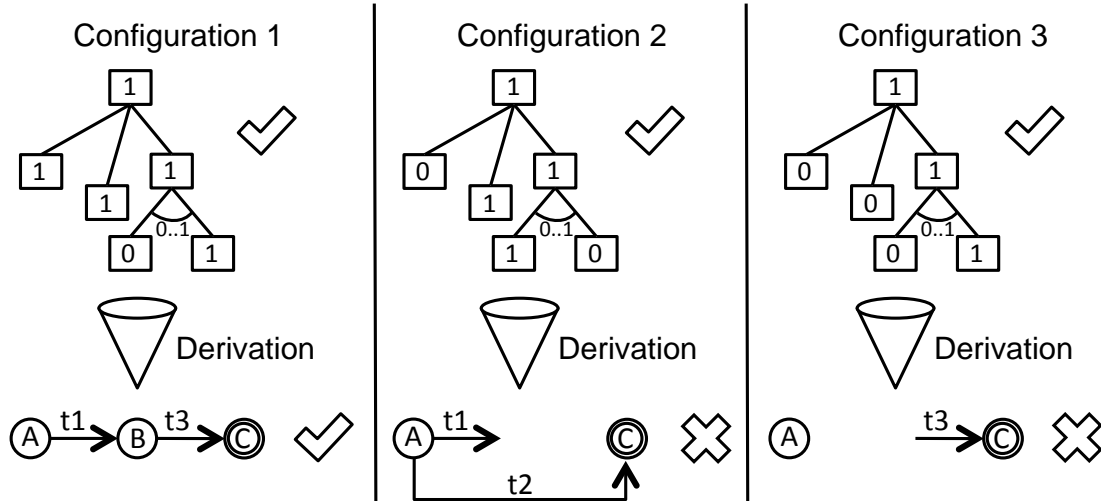 Configuration 1
1
1
1
1
0..1
0
1
Derivation
t1
t3
A
B
C
Configuration 2
1
0
1
1
0..1
1
0
Derivation
t1
A
C
t2
Configuration 3
1
0
1
0
0..1
0
1
Derivation
t3
A
C